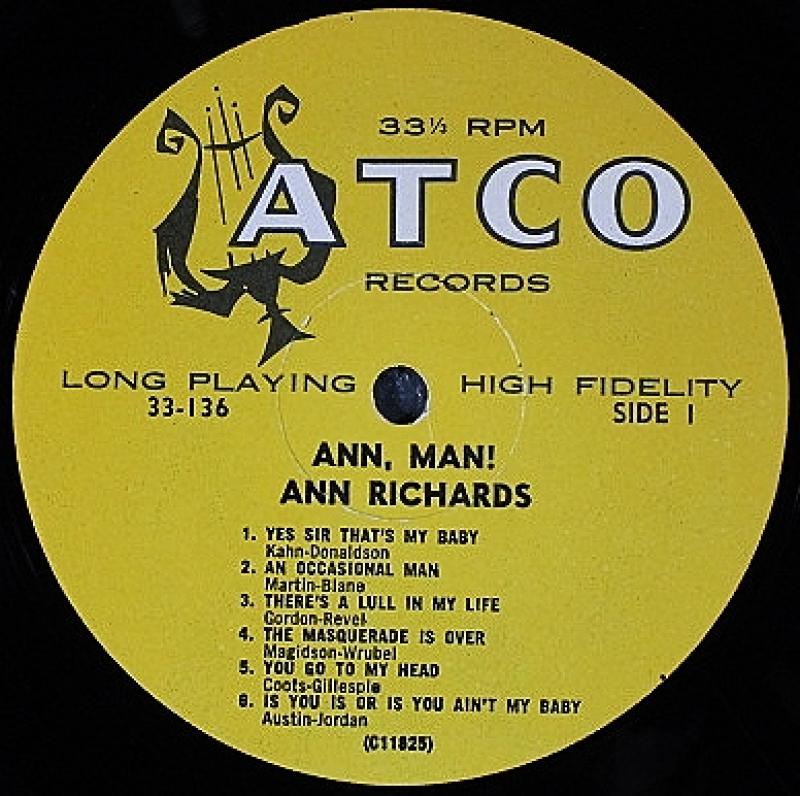 33⅓ RPM
ATCO
RECORDS
LONG PLAYING HIGH FIDELITY
33-136 SIDE 1
ANN, MAN!
ANN RICHARDS
1. YES SIR THAT'S MY BABY
Kahn-Donaldson
2. AN OCCASIONAL MAN
Martin-Blane
3. THERE'S A LULL IN MY LIFE
Gordon-Revel
4. THE MASQUERADE IS OVER
Magidson-Wrubel
5. YOU GO TO MY HEAD
Coots-Gillespie
6. IS YOU IS OR IS YOU AIN'T MY BABY
Austin-Jordan
(C11825)